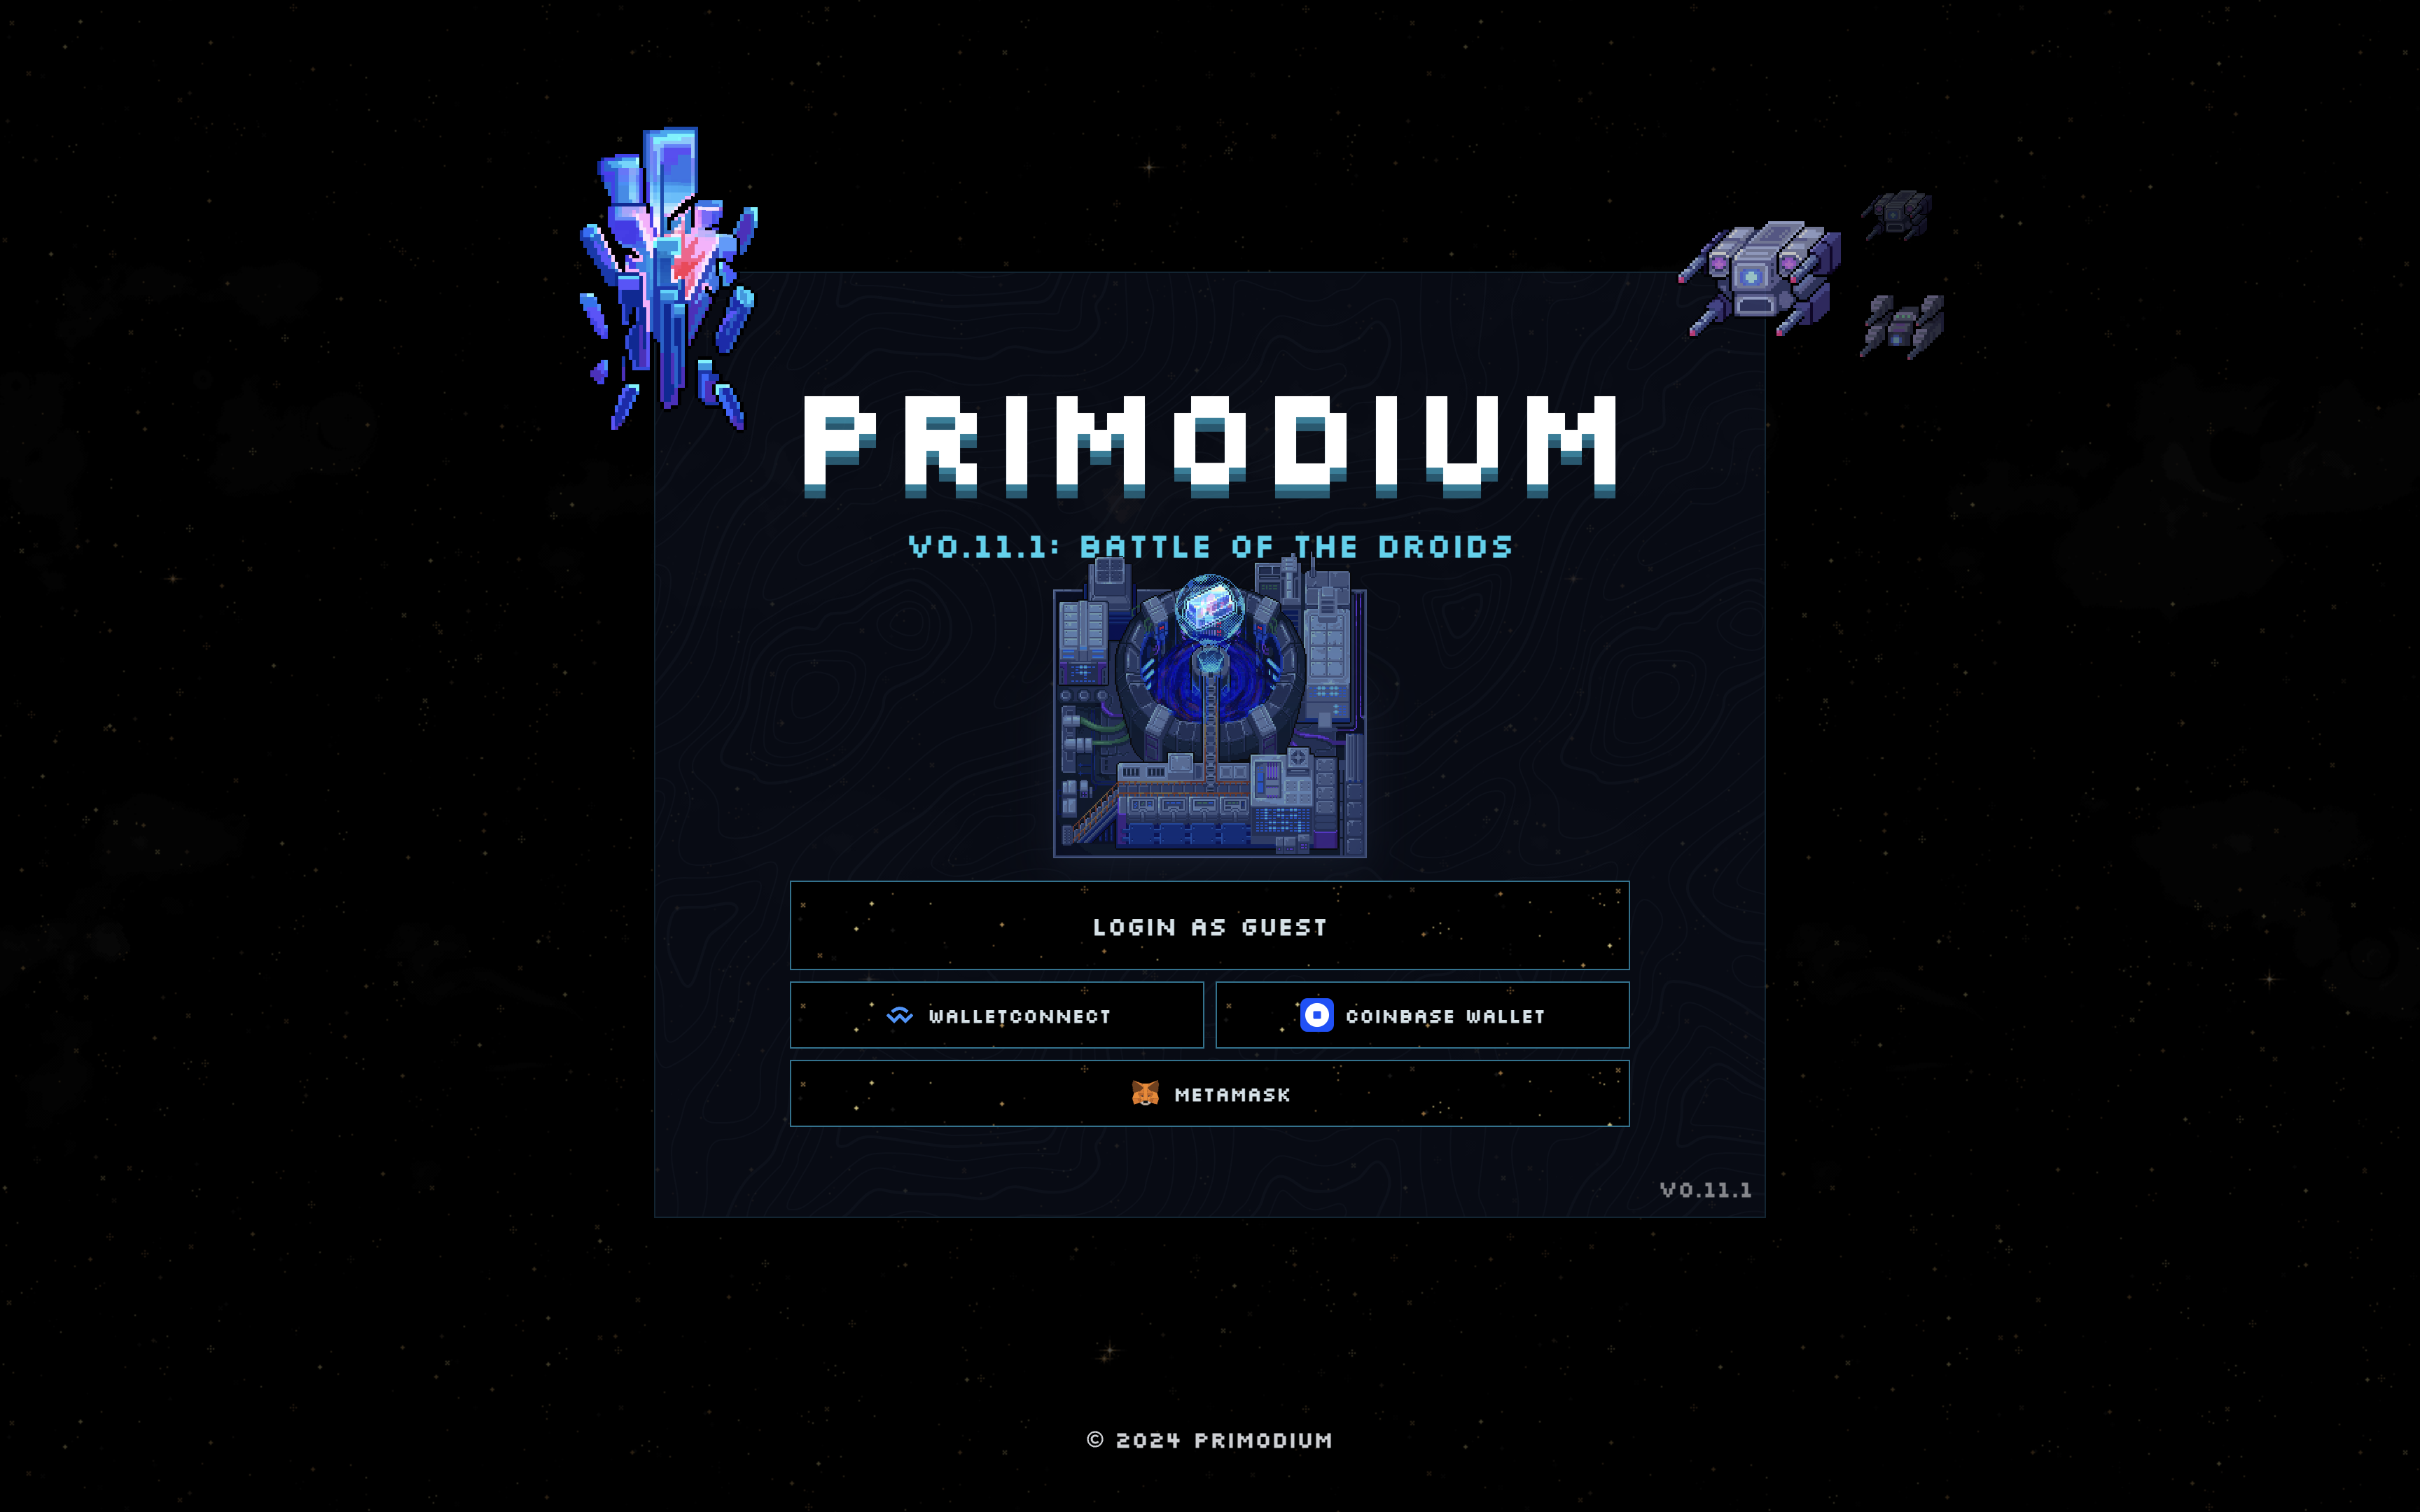 PRIMODIUM
V0.11.1: BATTLE OF THE DROIDS
LOGIN AS GUEST
WALLETCONNECT
COINBASE WALLET
METAMASK
V0.11.1
© 2024 PRIMODIUM